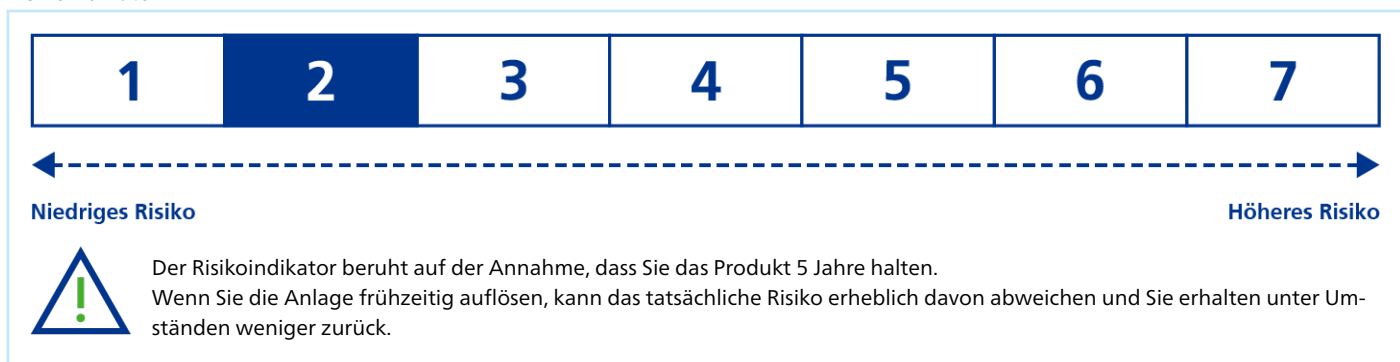 1 2 3 4 5 6 7
Niedriges Risiko Höheres Risiko
Der Risikoindikator beruht auf der Annahme, dass Sie das Produkt 5 Jahre halten.
Wenn Sie die Anlage frühzeitig auflösen, kann das tatsächliche Risiko erheblich davon abweichen und Sie erhalten unter Um-
ständen weniger zurück.